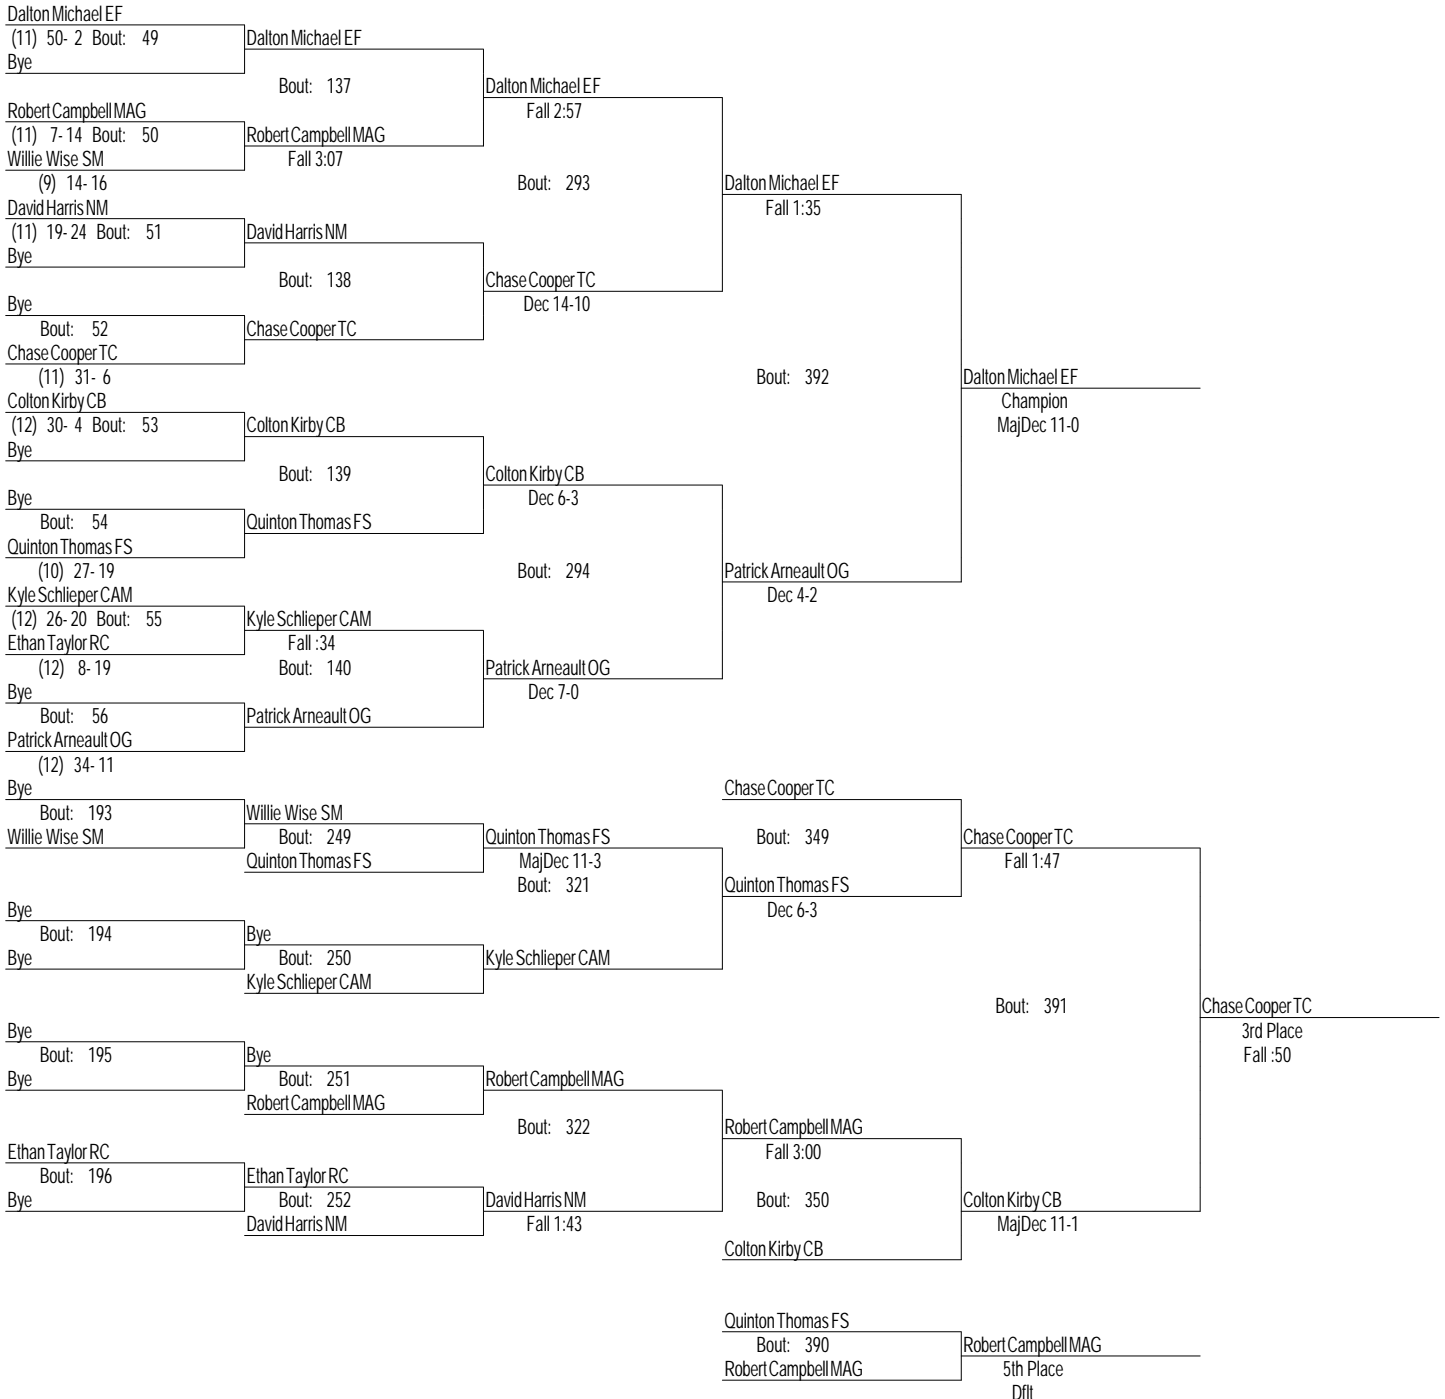 Dalton Michael EF
(11) 50- 2 Bout: 49
Dalton Michael EF
Bye
Bout: 137
Dalton Michael EF
Fall 2:57
Robert Campbell MAG
(11) 7- 14 Bout: 50
Robert Campbell MAG
Willie Wise SM
Fall 3:07
(9) 14- 16
Bout: 293
Dalton Michael EF
Fall 1:35
David Harris NM
(11) 19- 24 Bout: 51
David Harris NM
Bye
Bout: 138
Chase Cooper TC
Dec 14-10
Bye
Bout: 52
Chase Cooper TC
Chase Cooper TC
(11) 31- 6
Bout: 392
Dalton Michael EF
Champion
MajDec 11-0
Colton Kirby CB
(12) 30- 4 Bout: 53
Colton Kirby CB
Bye
Bout: 139
Colton Kirby CB
Dec 6-3
Bye
Bout: 54
Quinton Thomas FS
Quinton Thomas FS
(10) 27- 19
Bout: 294
Patrick Arneault OG
Dec 4-2
Kyle Schlieper CAM
(12) 26- 20 Bout: 55
Kyle Schlieper CAM
Ethan Taylor RC
Fall :34
(12) 8- 19
Bout: 140
Patrick Arneault OG
Dec 7-0
Bye
Bout: 56
Patrick Arneault OG
Patrick Arneault OG
(12) 34- 11
Bye
Bout: 193
Willie Wise SM
Willie Wise SM
Bout: 249
Quinton Thomas FS
Quinton Thomas FS
MajDec 11-3
Bout: 321
Chase Cooper TC
Bout: 349
Chase Cooper TC
Fall 1:47
Quinton Thomas FS
Dec 6-3
Bye
Bout: 194
Bye
Bye
Bout: 250
Kyle Schlieper CAM
Kyle Schlieper CAM
Bout: 391
Chase Cooper TC
3rd Place
Fall :50
Bye
Bout: 195
Bye
Bye
Bout: 251
Robert Campbell MAG
Robert Campbell MAG
Bout: 322
Robert Campbell MAG
Fall 3:00
Ethan Taylor RC
Bout: 196
Ethan Taylor RC
Bye
Bout: 252
David Harris NM
David Harris NM
Fall 1:43
Bout: 350
Colton Kirby CB
MajDec 11-1
Colton Kirby CB
Quinton Thomas FS
Bout: 390
Robert Campbell MAG
Robert Campbell MAG
5th Place
Dflt